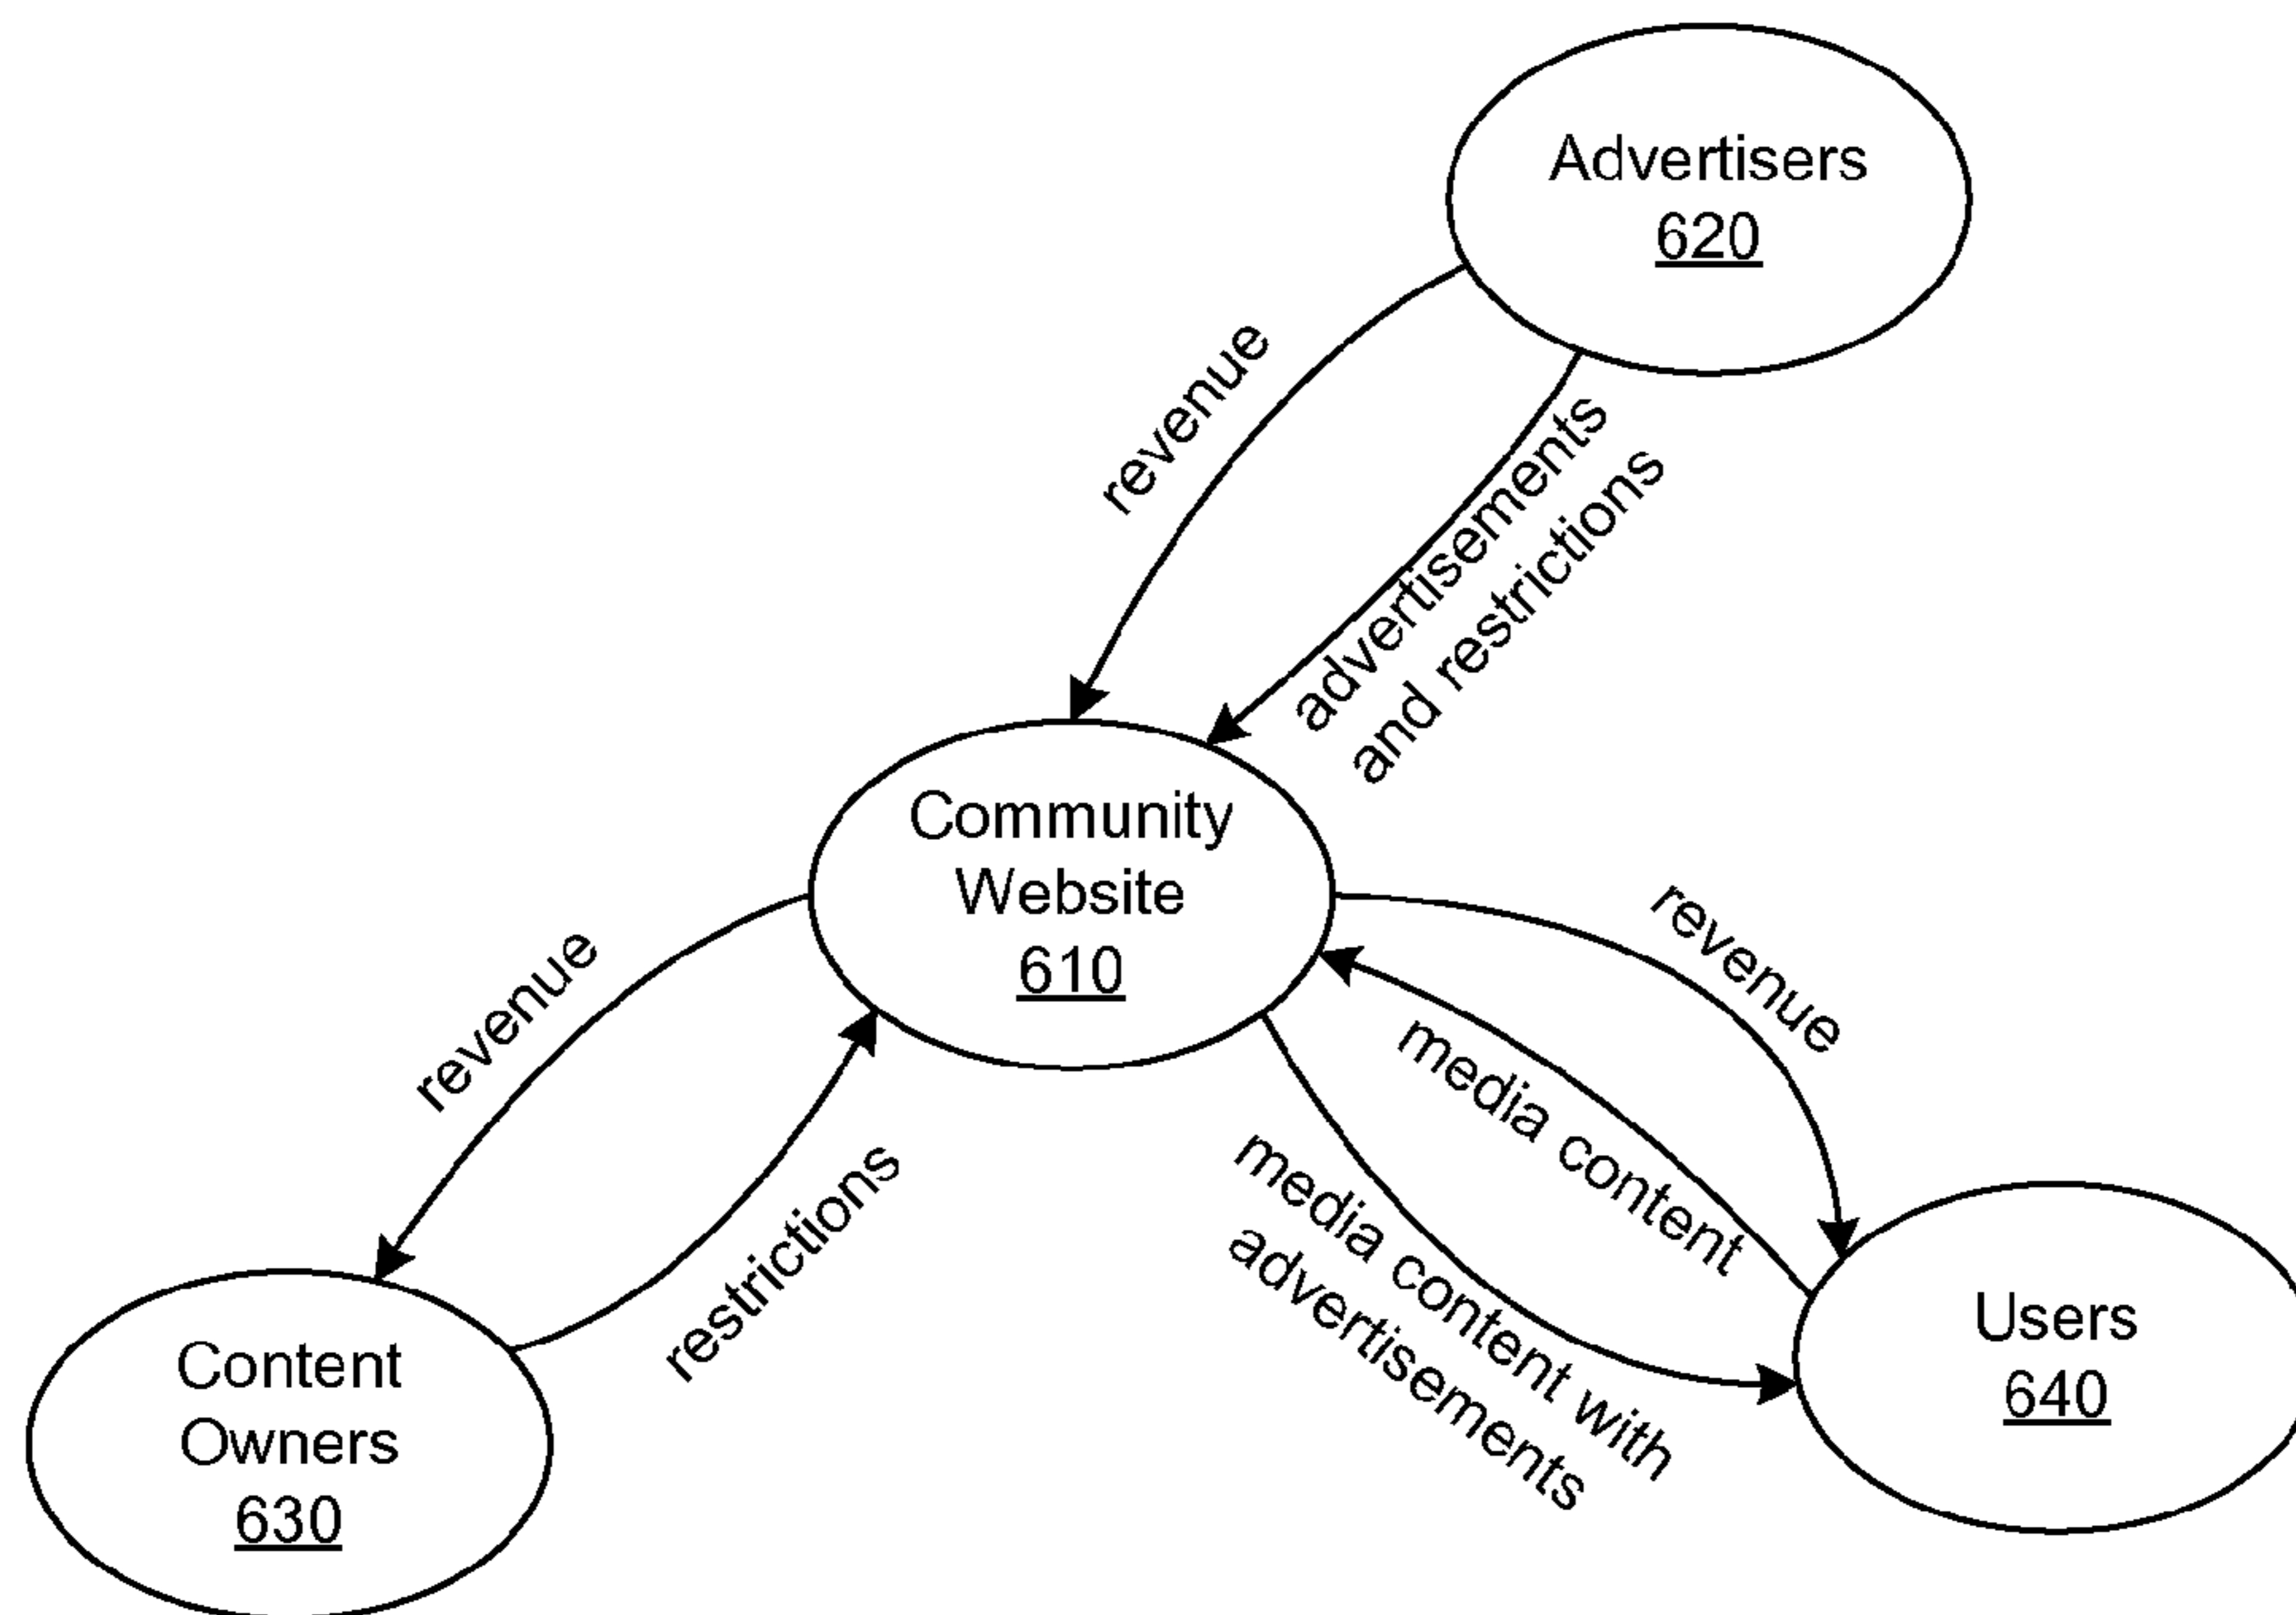 Advertisers
620
revenue
advertisements
and restrictions
Community
Website
610
revenue
restrictions
revenue
media content
media content with
advertisements
Content
Owners
630
Users
640